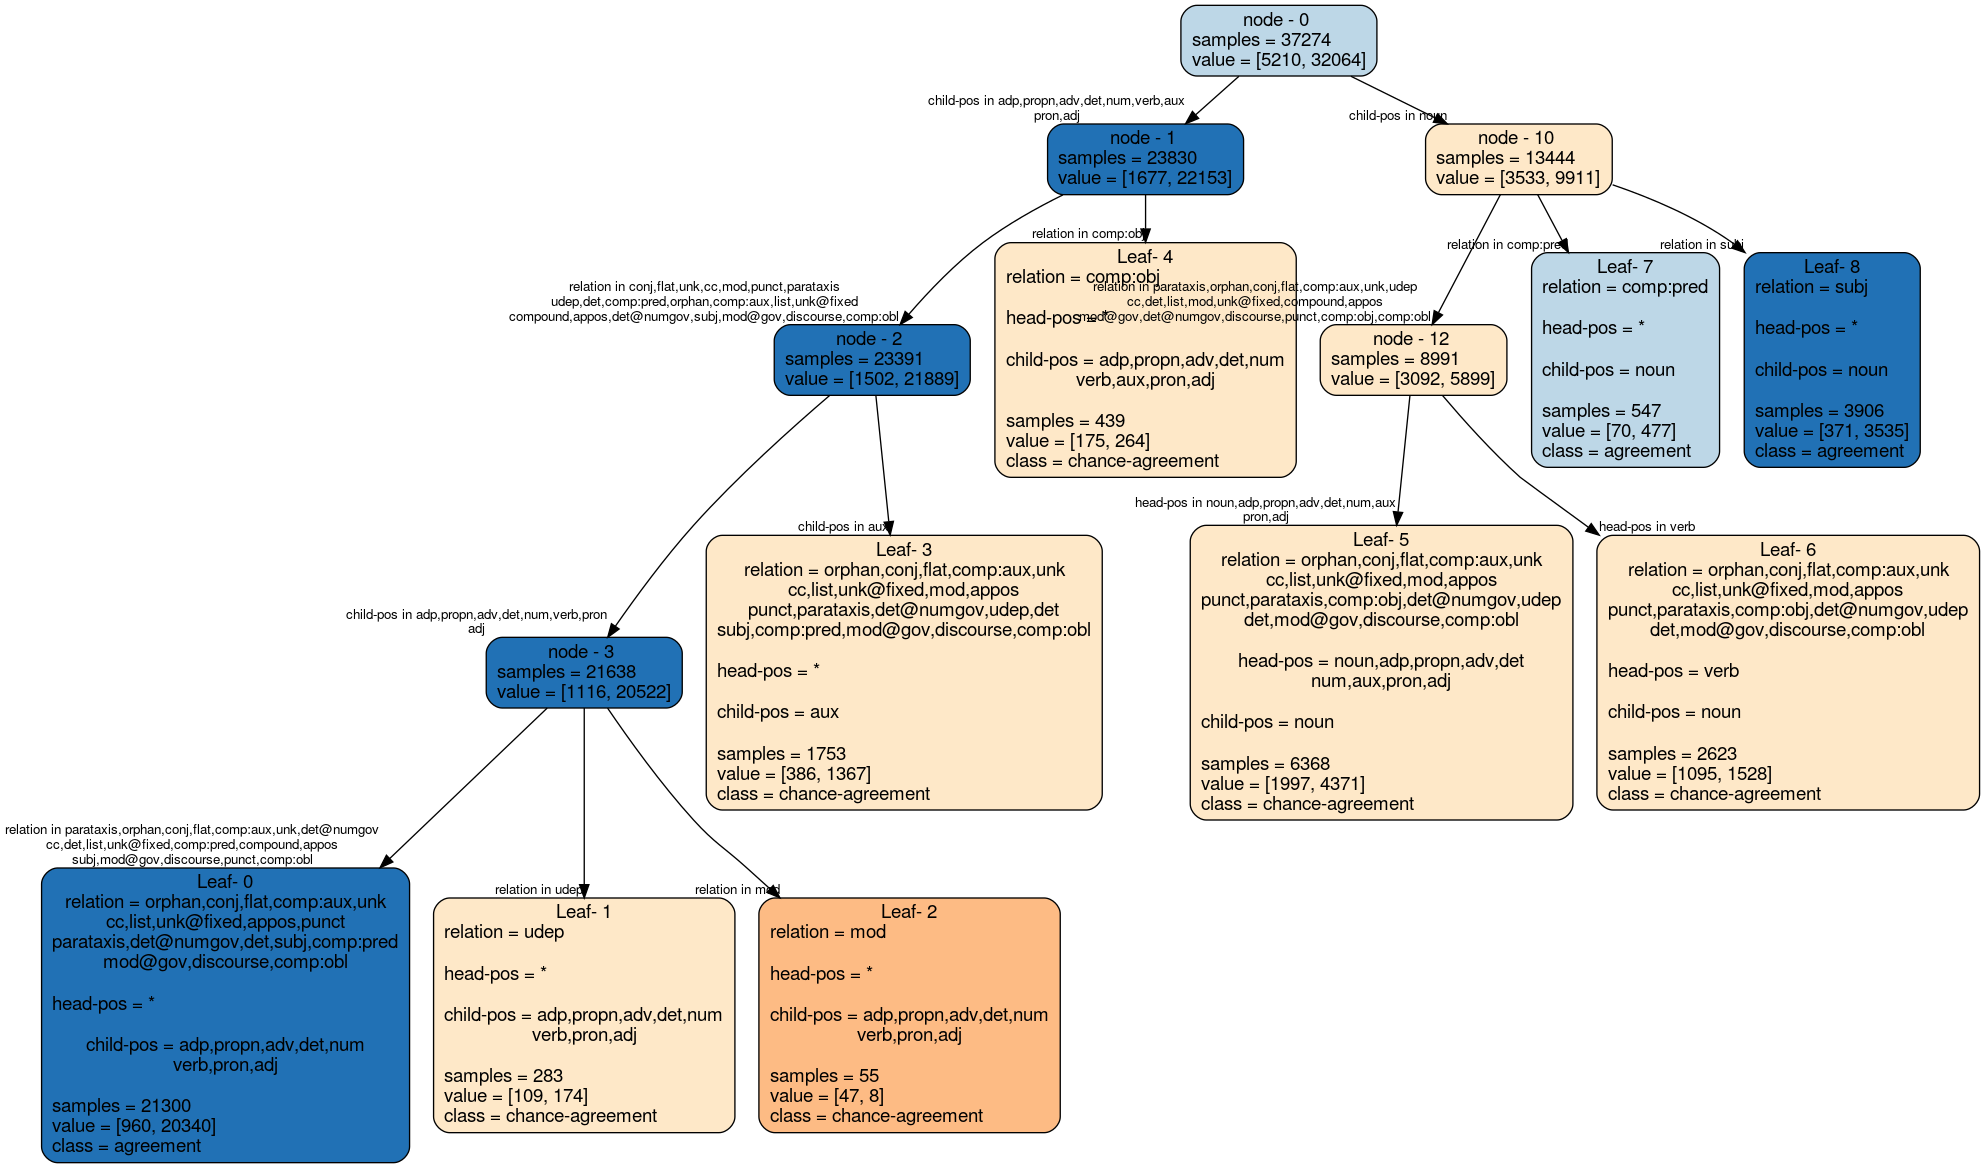 node - 0
samples = 37274
value = [5210, 32064]
child-pos in adp,propn,adv,det,num,verb,aux
pron,adj
child-pos in noun
node - 1
samples = 23830
value = [1677, 22153]
node - 10
samples = 13444
value = [3533, 9911]
relation in conj,flat,unk,cc,mod,punct,parataxis
udep,det,comp:pred,orphan,comp:aux,list,unk@fixed
compound,appos,det@numgov,subj,mod@gov,discourse,comp:obl
relation in comp:obj
relation in parataxis,orphan,conj,flat,comp:aux,unk,udep
cc,det,list,mod,unk@fixed,compound,appos
mod@gov,det@numgov,discourse,punct,comp:obj,comp:obl
relation in comp:pred
relation in subj
node - 2
samples = 23391
value = [1502, 21889]
Leaf- 4
relation = comp:obj
head-pos = *
child-pos = adp,propn,adv,det,num
verb,aux,pron,adj
samples = 439
value = [175, 264]
class = chance-agreement
node - 12
samples = 8991
value = [3092, 5899]
Leaf- 7
relation = comp:pred
head-pos = *
child-pos = noun
samples = 547
value = [70, 477]
class = agreement
Leaf- 8
relation = subj
head-pos = *
child-pos = noun
samples = 3906
value = [371, 3535]
class = agreement
child-pos in adp,propn,adv,det,num,verb,pron
adj
child-pos in aux
head-pos in noun,adp,propn,adv,det,num,aux
pron,adj
head-pos in verb
node - 3
samples = 21638
value = [1116, 20522]
Leaf- 3
relation = orphan,conj,flat,comp:aux,unk
cc,list,unk@fixed,mod,appos
punct,parataxis,det@numgov,udep,det
subj,comp:pred,mod@gov,discourse,comp:obl
head-pos = *
child-pos = aux
samples = 1753
value = [386, 1367]
class = chance-agreement
Leaf- 5
relation = orphan,conj,flat,comp:aux,unk
cc,list,unk@fixed,mod,appos
punct,parataxis,comp:obj,det@numgov,udep
det,mod@gov,discourse,comp:obl
head-pos = noun,adp,propn,adv,det
num,aux,pron,adj
child-pos = noun
samples = 6368
value = [1997, 4371]
class = chance-agreement
Leaf- 6
relation = orphan,conj,flat,comp:aux,unk
cc,list,unk@fixed,mod,appos
punct,parataxis,comp:obj,det@numgov,udep
det,mod@gov,discourse,comp:obl
head-pos = verb
child-pos = noun
samples = 2623
value = [1095, 1528]
class = chance-agreement
relation in parataxis,orphan,conj,flat,comp:aux,unk,det@numgov
cc,det,list,unk@fixed,comp:pred,compound,appos
subj,mod@gov,discourse,punct,comp:obl
relation in udep
relation in mod
Leaf- 0
relation = orphan,conj,flat,comp:aux,unk
cc,list,unk@fixed,appos,punct
parataxis,det@numgov,det,subj,comp:pred
mod@gov,discourse,comp:obl
head-pos = *
child-pos = adp,propn,adv,det,num
verb,pron,adj
samples = 21300
value = [960, 20340]
class = agreement
Leaf- 1
relation = udep
head-pos = *
child-pos = adp,propn,adv,det,num
verb,pron,adj
samples = 283
value = [109, 174]
class = chance-agreement
Leaf- 2
relation = mod
head-pos = *
child-pos = adp,propn,adv,det,num
verb,pron,adj
samples = 55
value = [47, 8]
class = chance-agreement